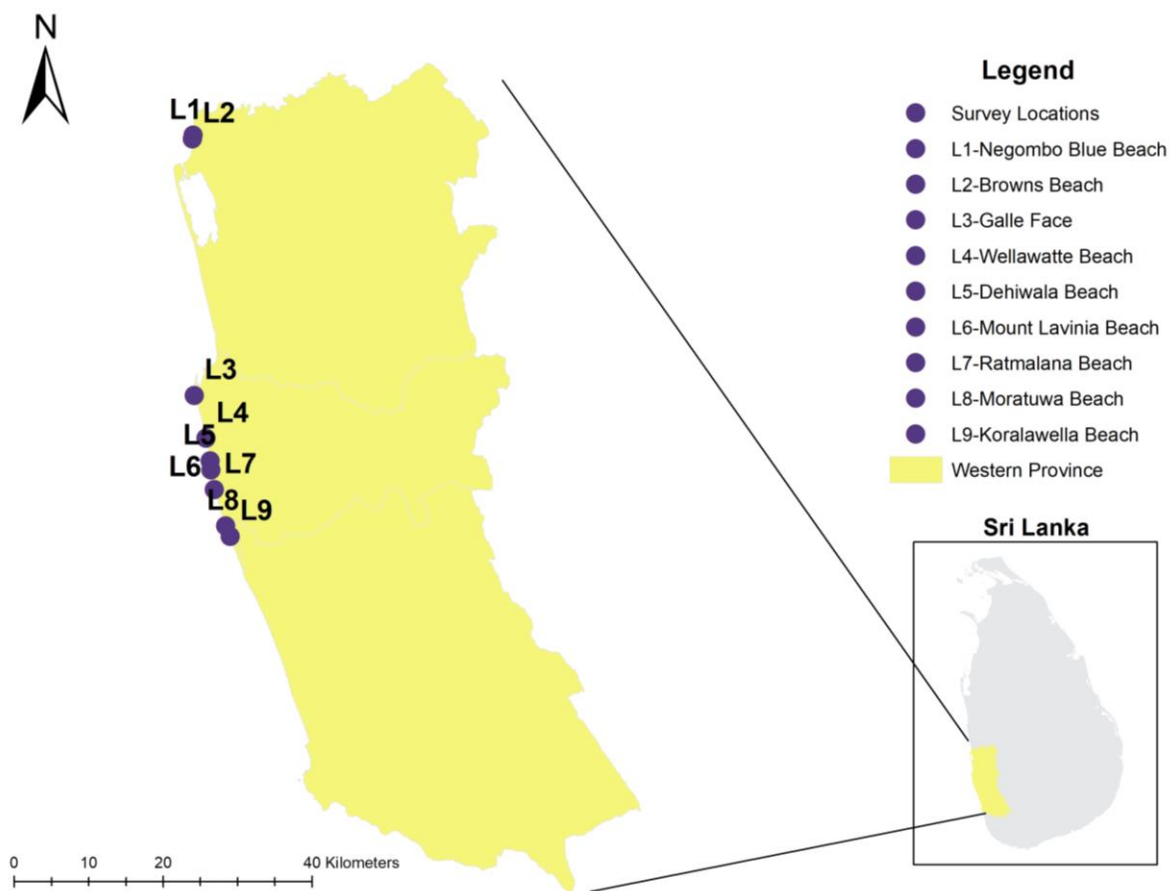 N
L1 L2
L3
L4
L5
L6 L7
L8 L9
0 10 20 40 Kilometers
Legend
Survey Locations
L1-Negombo Blue Beach
L2-Browns Beach
L3-Galle Face
L4-Wellawatte Beach
L5-Dehiwala Beach
L6-Mount Lavinia Beach
L7-Ratmalana Beach
L8-Moratuwa Beach
L9-Koralawella Beach
Western Province
Sri Lanka